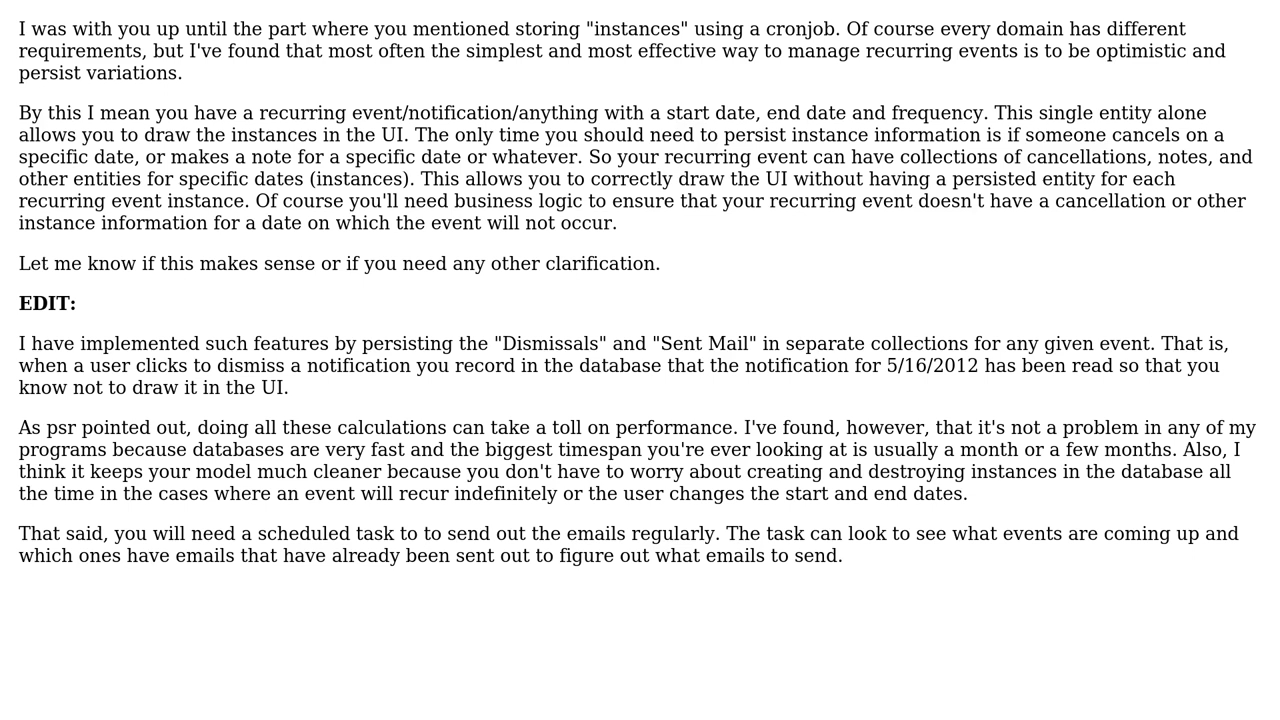 I was with you up until the part where you mentioned storing "instances" using a cronjob. Of course every domain has different
requirements, but I've found that most often the simplest and most effective way to manage recurring events is to be optimistic and
persist variations.
By this I mean you have a recurring event/notification/anything with a start date, end date and frequency. This single entity alone
allows you to draw the instances in the UI. The only time you should need to persist instance information is if someone cancels on a
specific date, or makes a note for a specific date or whatever. So your recurring event can have collections of cancellations, notes, and
other entities for specific dates (instances). This allows you to correctly draw the UI without having a persisted entity for each
recurring event instance. Of course you'll need business logic to ensure that your recurring event doesn't have a cancellation or other
instance information for a date on which the event will not occur.
Let me know if this makes sense or if you need any other clarification.
EDIT:
I have implemented such features by persisting the "Dismissals" and "Sent Mail" in separate collections for any given event. That is,
when a user clicks to dismiss a notification you record in the database that the notification for 5/16/2012 has been read so that you
know not to draw it in the UI.
As psr pointed out, doing all these calculations can take a toll on performance. I've found, however, that it's not a problem in any of my
programs because databases are very fast and the biggest timespan you're ever looking at is usually a month or a few months. Also, I
think it keeps your model much cleaner because you don't have to worry about creating and destroying instances in the database all
the time in the cases where an event will recur indefinitely or the user changes the start and end dates.
That said, you will need a scheduled task to to send out the emails regularly. The task can look to see what events are coming up and
which ones have emails that have already been sent out to figure out what emails to send.